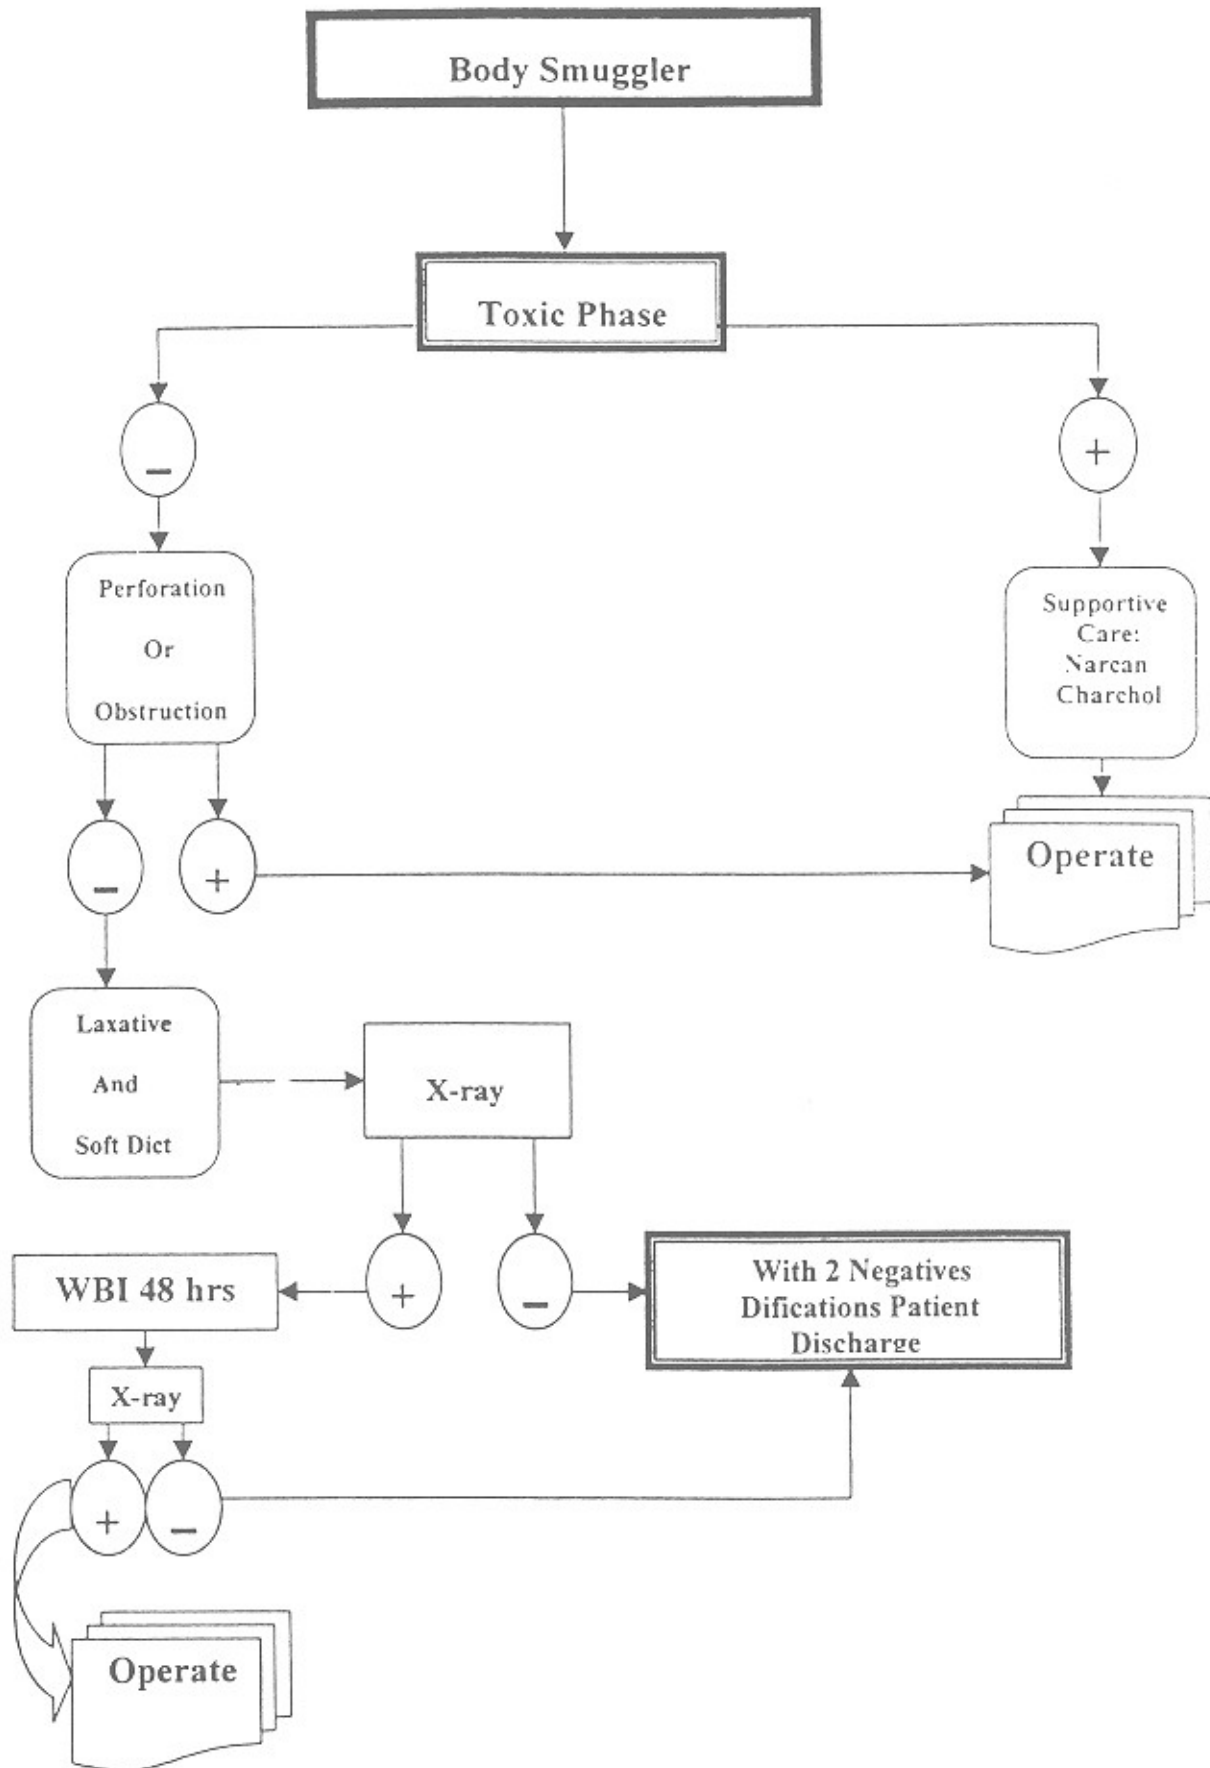 Body Smuggler
Toxic Phase
−
+
Perforation
Or
Obstruction
Supportive
Care:
Narcan
Charchol
−
+
Operate
Laxative
And
Soft Dict
X-ray
+
−
WBI 48 hrs
With 2 Negatives
Difications Patient
Discharge
X-ray
+
−
Operate